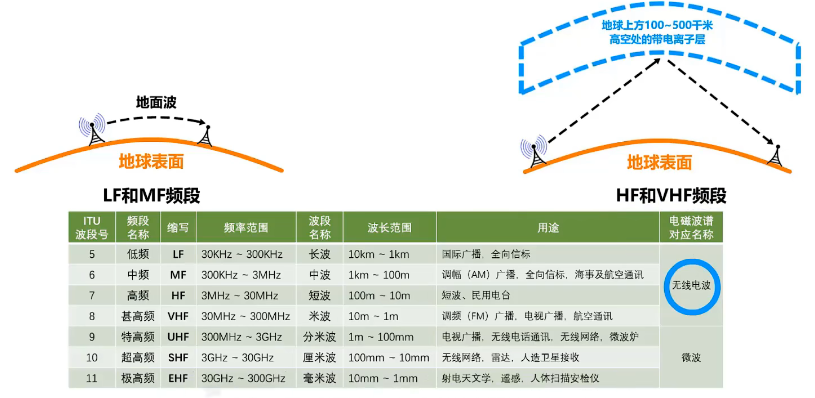 地球上方100~500千米
高空处的带电离子层
地面波
地球表面
地球表面
LF和MF频段
HF和VHF频段
ITU 波段号 频段名称 缩写 频率范围 波段名称 波长范围 用途 电磁波谱对应名称
5 低频 LF 30KHz ~ 300KHz 长波 10km ~ 1km 国际广播、全向信标
6 中频 MF 300KHz ~ 3MHz 中波 1km ~ 100m 调幅（AM）广播、全向信标、海事及航空通讯
7 高频 HF 3MHz ~ 30MHz 短波 100m ~ 10m 短波、民用电台
无线电波
8 甚高频 VHF 30MHz ~ 300MHz 米波 10m ~ 1m 调频（FM）广播、电视广播、航空通讯
9 特高频 UHF 300MHz ~ 3GHz 分米波 1m ~ 100mm 电视广播、无线电话通讯、无线网络、微波炉
10 超高频 SHF 3GHz ~ 30GHz 厘米波 100mm ~ 10mm 无线网络、雷达、人造卫星接收
微波
11 极高频 EHF 30GHz ~ 300GHz 毫米波 10mm ~ 1mm 射电天文学、遥感、人体扫描安检仪